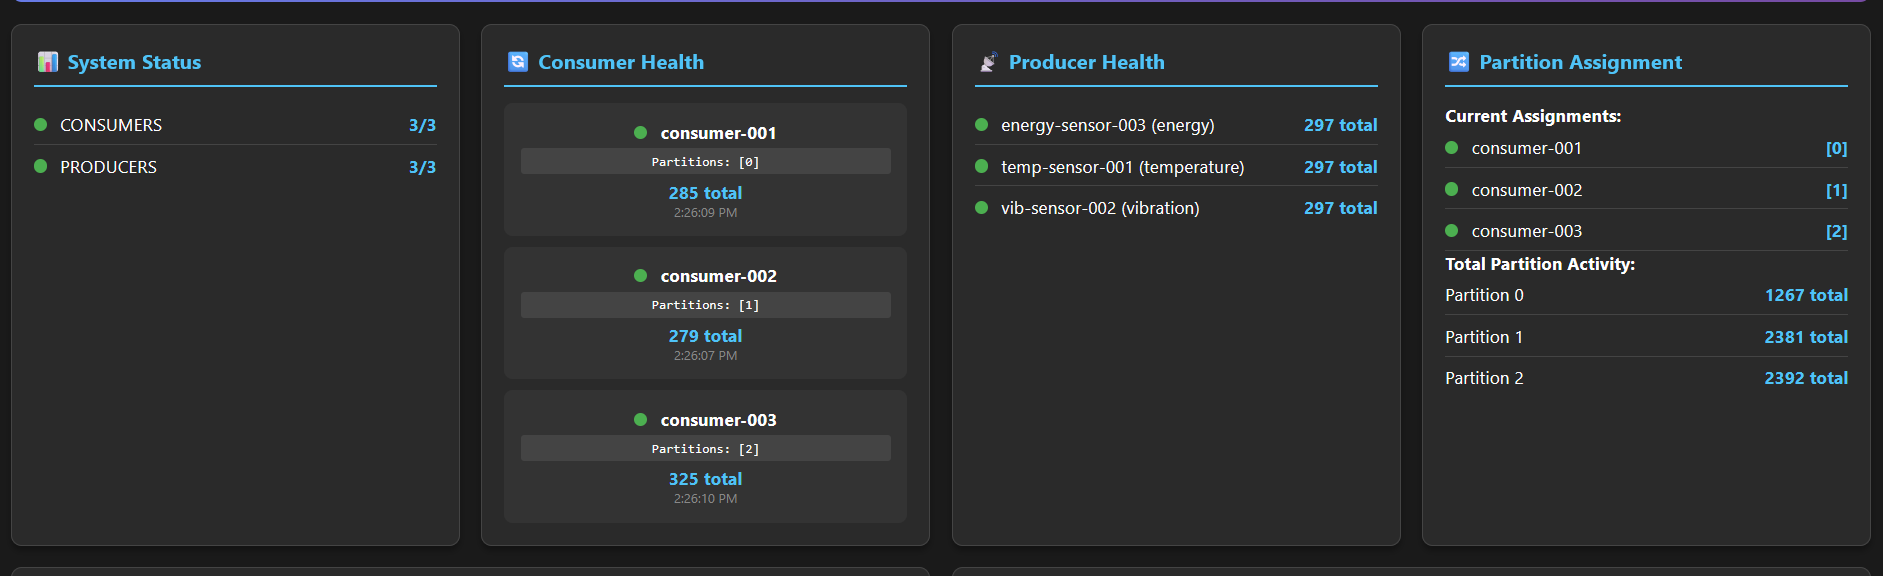 System Status
CONSUMERS 3/3
PRODUCERS 3/3
Consumer Health
consumer-001
Partitions: [0]
285 total
2:26:09 PM
consumer-002
Partitions: [1]
279 total
2:26:07 PM
consumer-003
Partitions: [2]
325 total
2:26:10 PM
Producer Health
energy-sensor-003 (energy) 297 total
temp-sensor-001 (temperature) 297 total
vib-sensor-002 (vibration) 297 total
Partition Assignment
Current Assignments:
consumer-001 [0]
consumer-002 [1]
consumer-003 [2]
Total Partition Activity:
Partition 0 1267 total
Partition 1 2381 total
Partition 2 2392 total